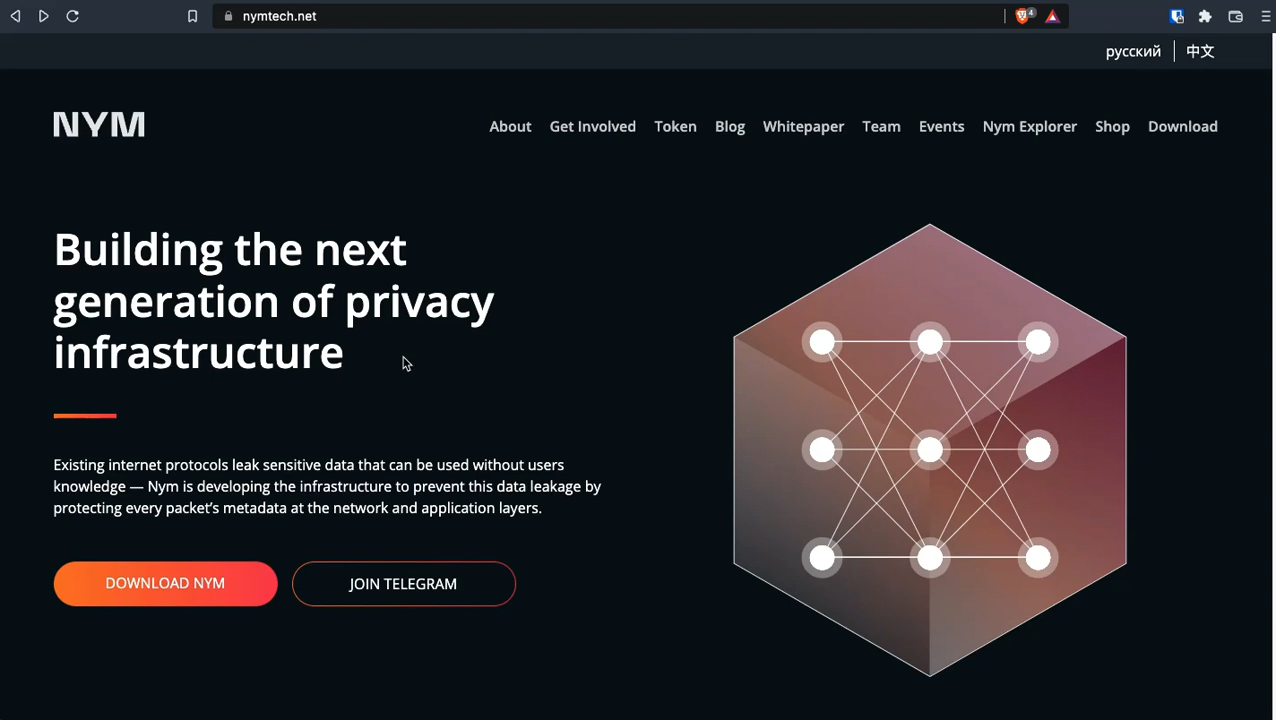 nymtech.net
4
русский
中文
NYM
About Get Involved Token Blog Whitepaper Team Events Nym Explorer Shop Download
Building the next
generation of privacy
infrastructure
Existing internet protocols leak sensitive data that can be used without users
knowledge — Nym is developing the infrastructure to prevent this data leakage by
protecting every packet’s metadata at the network and application layers.
DOWNLOAD NYM
JOIN TELEGRAM